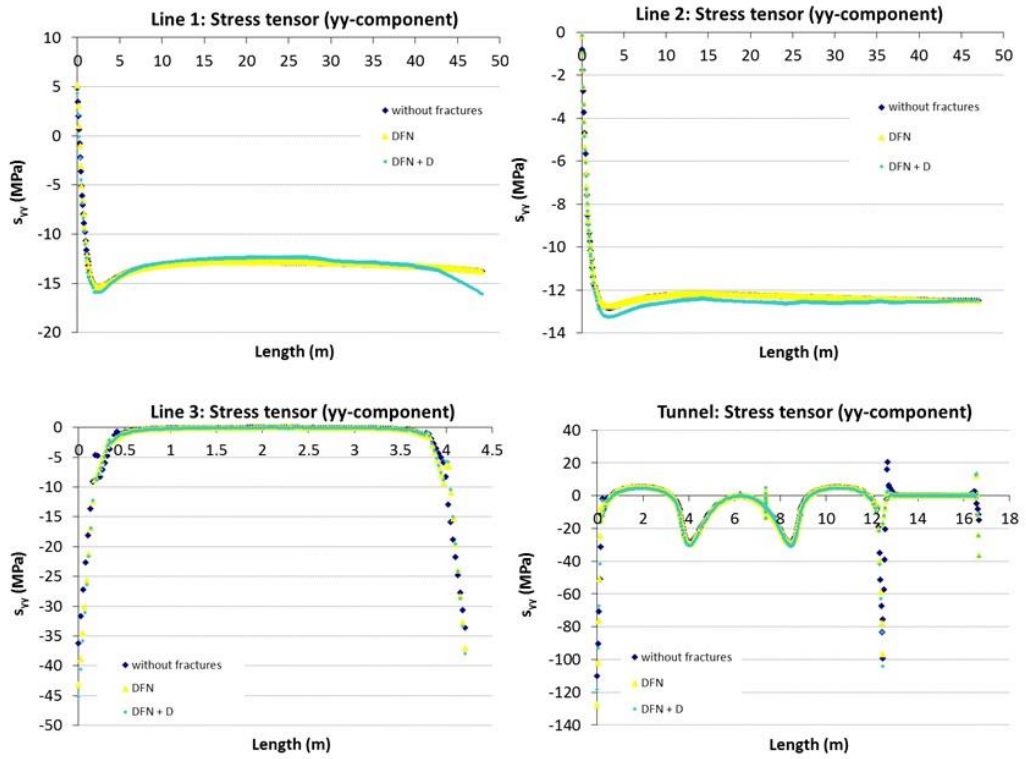 Line 1: Stress tensor (yy-component)
10
5
0
-5
-10
-15
-20
0 5 10 15 20 25 30 35 40 45 50
without fractures
DFN
DFN + D
syy (MPa)
Length (m)
Line 2: Stress tensor (yy-component)
0
-2
-4
-6
-8
-10
-12
-14
0 5 10 15 20 25 30 35 40 45 50
without fractures
DFN
DFN + D
syy (MPa)
Length (m)
Line 3: Stress tensor (yy-component)
0
-5
-10
-15
-20
-25
-30
-35
-40
-45
-50
0 0.5 1 1.5 2 2.5 3 3.5 4 4.5
without fractures
DFN
DFN + D
syy (MPa)
Length (m)
Tunnel: Stress tensor (yy-component)
40
20
0
-20
-40
-60
-80
-100
-120
-140
0 2 4 6 8 10 12 14 16 18
without fractures
DFN
DFN + D
syy (MPa)
Length (m)